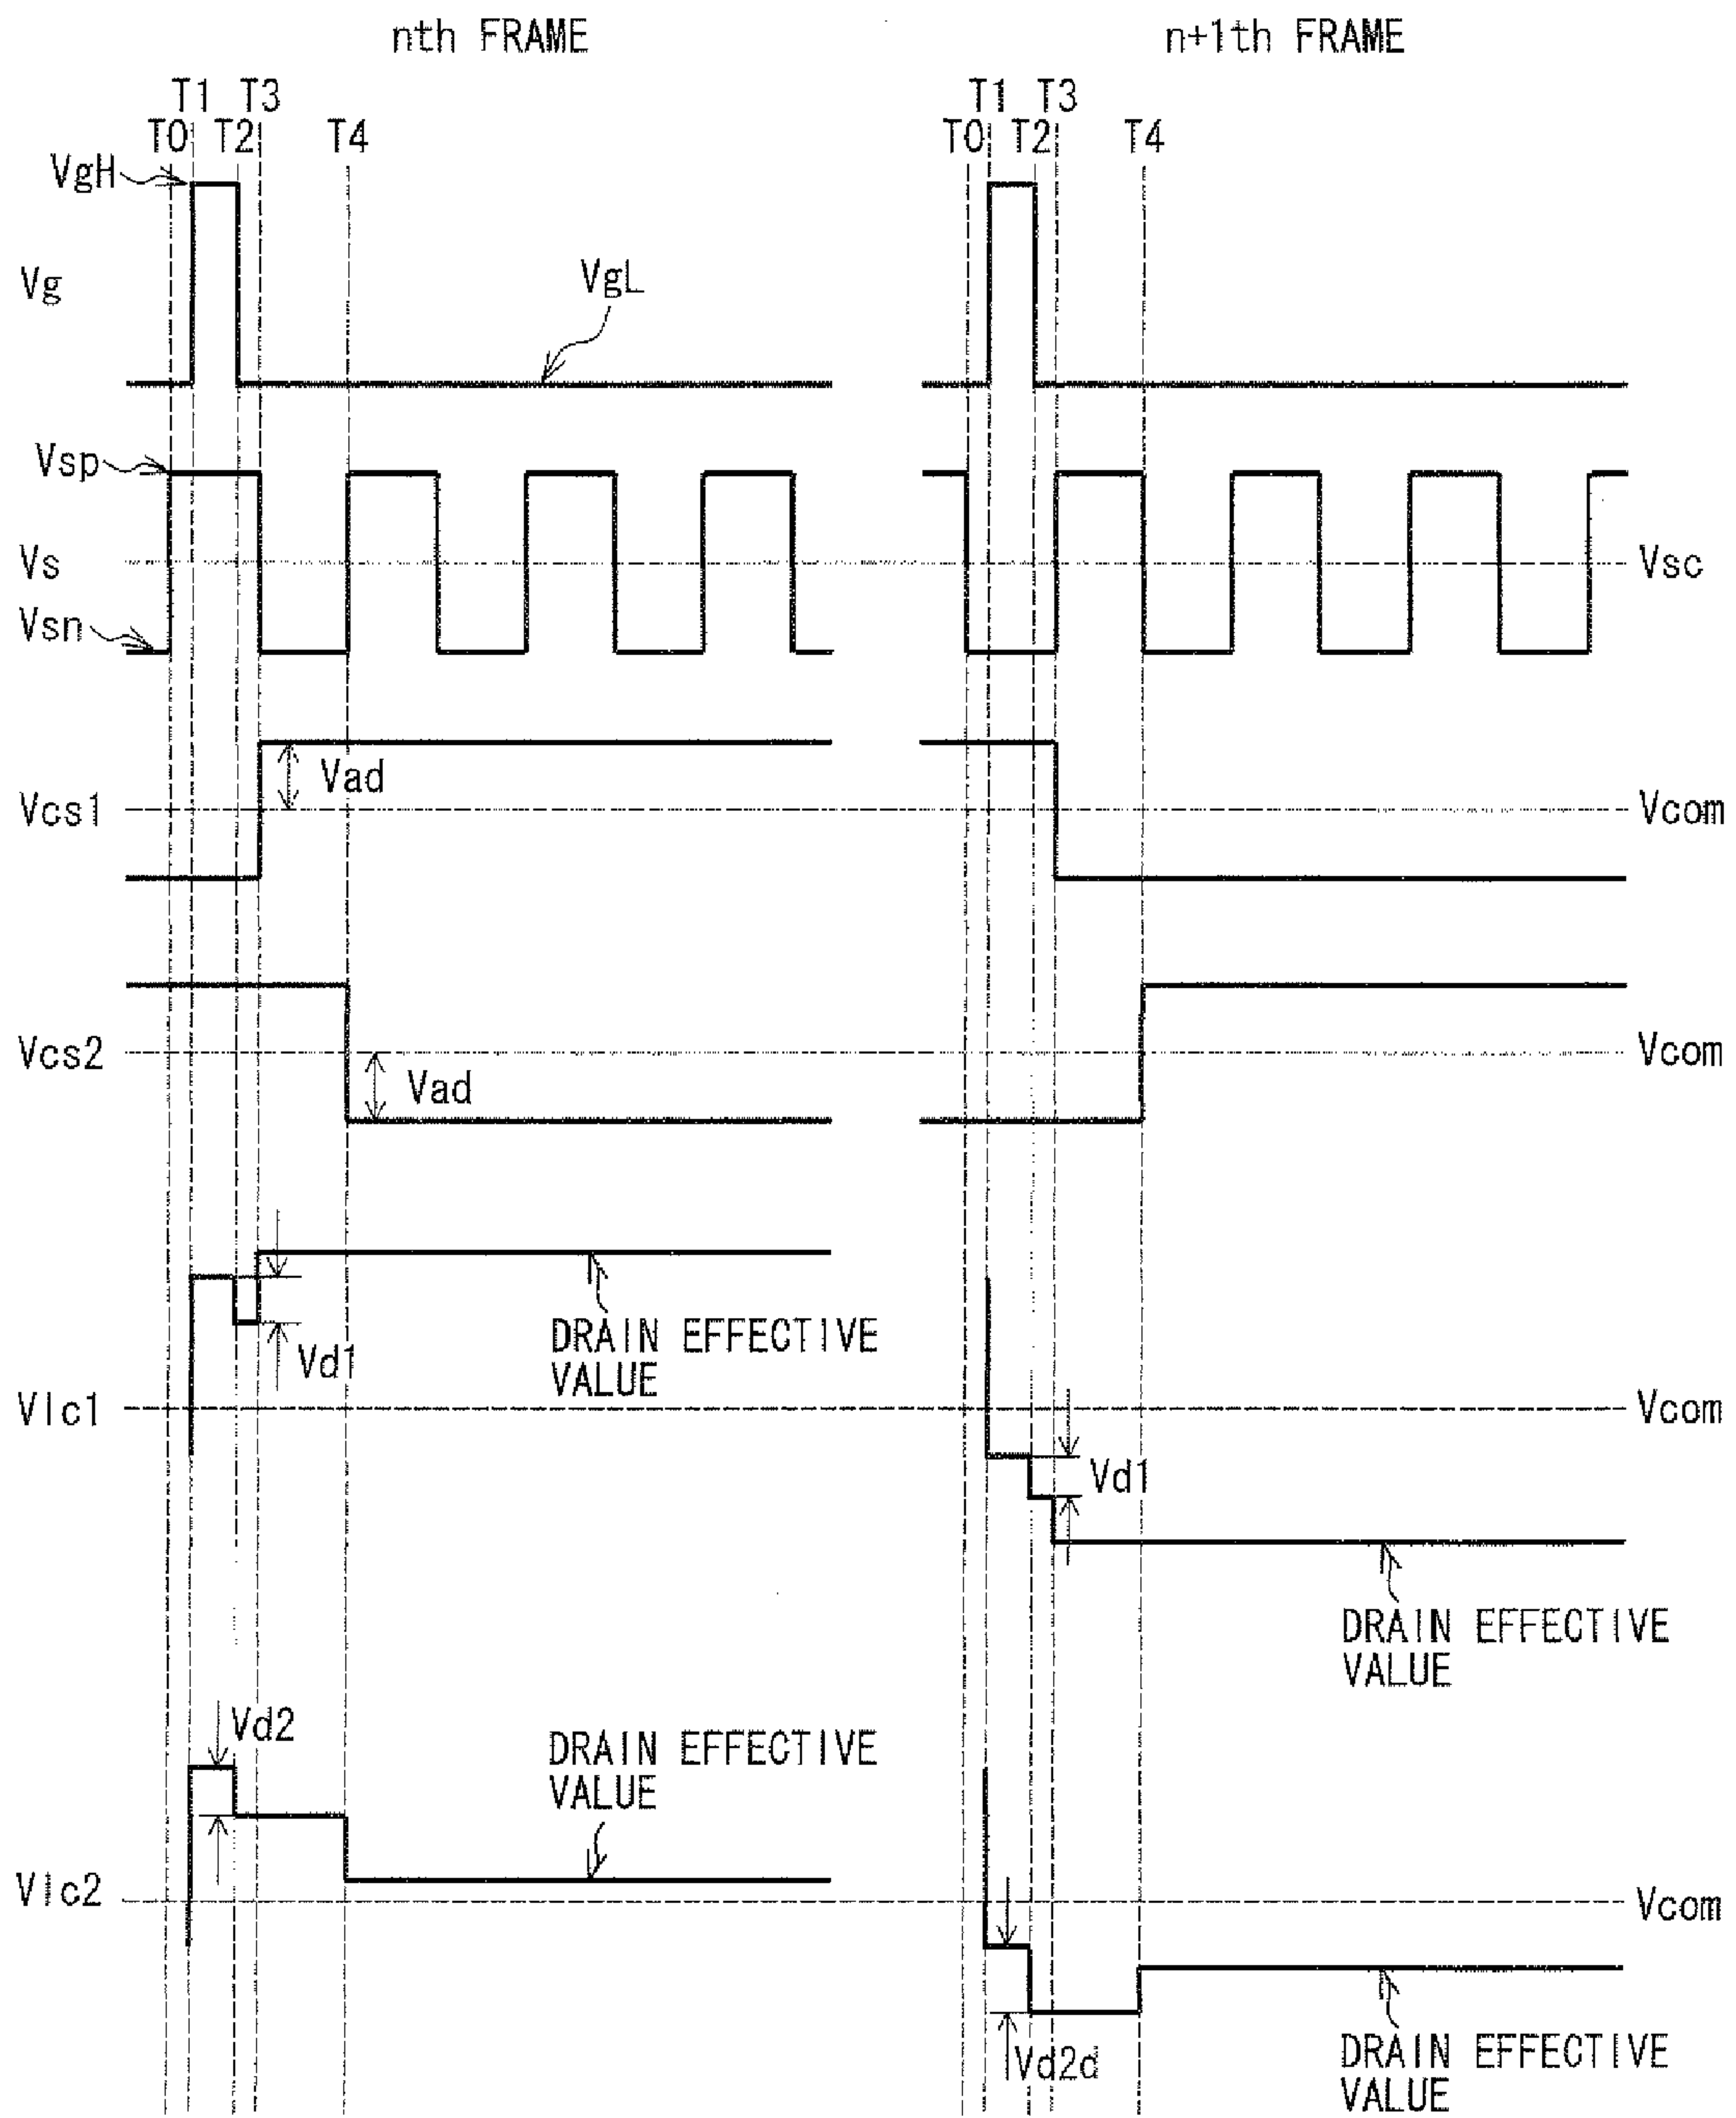 nth FRAME
n+1th FRAME
T1 T3
T1 T3
T0 T2 T4
T0 T2 T4
VgH
Vg
VgL
Vsp
Vs
Vsc
Vsn
Vad
Vcs1
Vcom
Vcs2
Vcom
Vad
DRAIN EFFECTIVE
VALUE
Vd1
Vlc1
Vcom
Vd1
DRAIN EFFECTIVE
VALUE
Vd2
DRAIN EFFECTIVE
VALUE
Vlc2
Vcom
Vd2d
DRAIN EFFECTIVE
VALUE